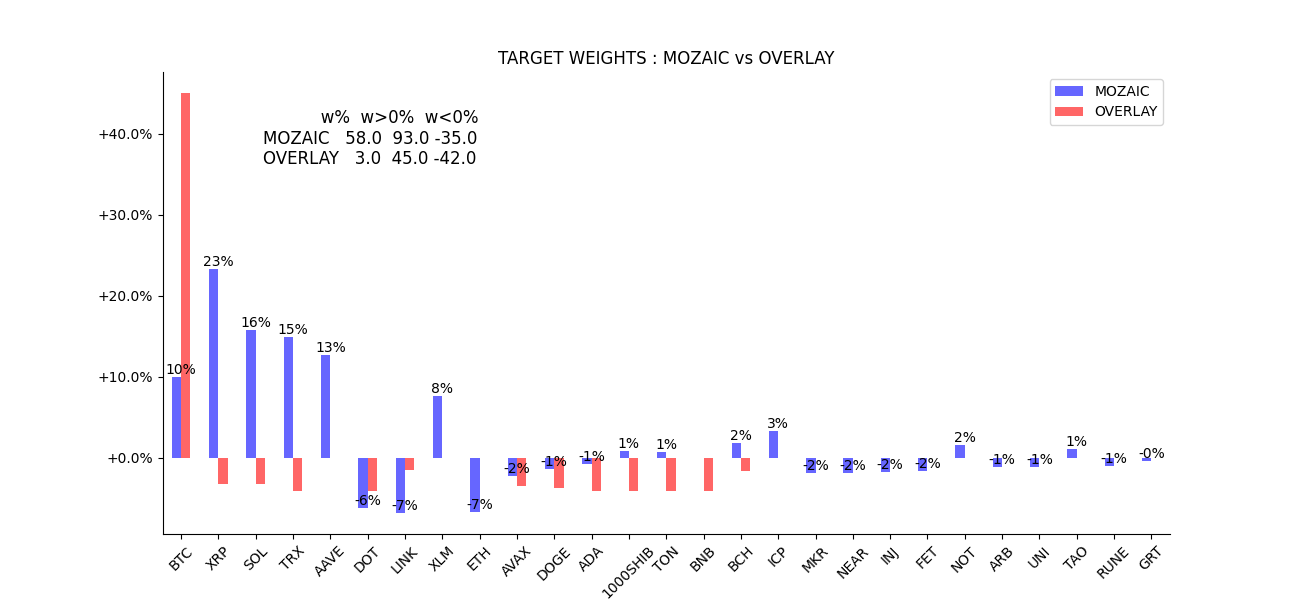 TARGET WEIGHTS : MOZAIC vs OVERLAY
MOZAIC
OVERLAY
w% w>0% w<0%
MOZAIC 58.0 93.0 -35.0
OVERLAY 3.0 45.0 -42.0
+40.0%
+30.0%
+20.0%
+10.0%
+0.0%
10%
23%
16%
15%
13%
-6%
-7%
8%
-7%
-2%
-1%
-1%
1%
1%
2%
3%
-2%
-2%
-2%
-2%
2%
-1%
-1%
1%
-1%
-0%
BTC
XRP
SOL
TRX
AAVE
DOT
LINK
XLM
ETH
AVAX
DOGE
ADA
1000SHIB
TON
BNB
BCH
ICP
MKR
NEAR
INJ
FET
NOT
ARB
UNI
TAO
RUNE
GRT